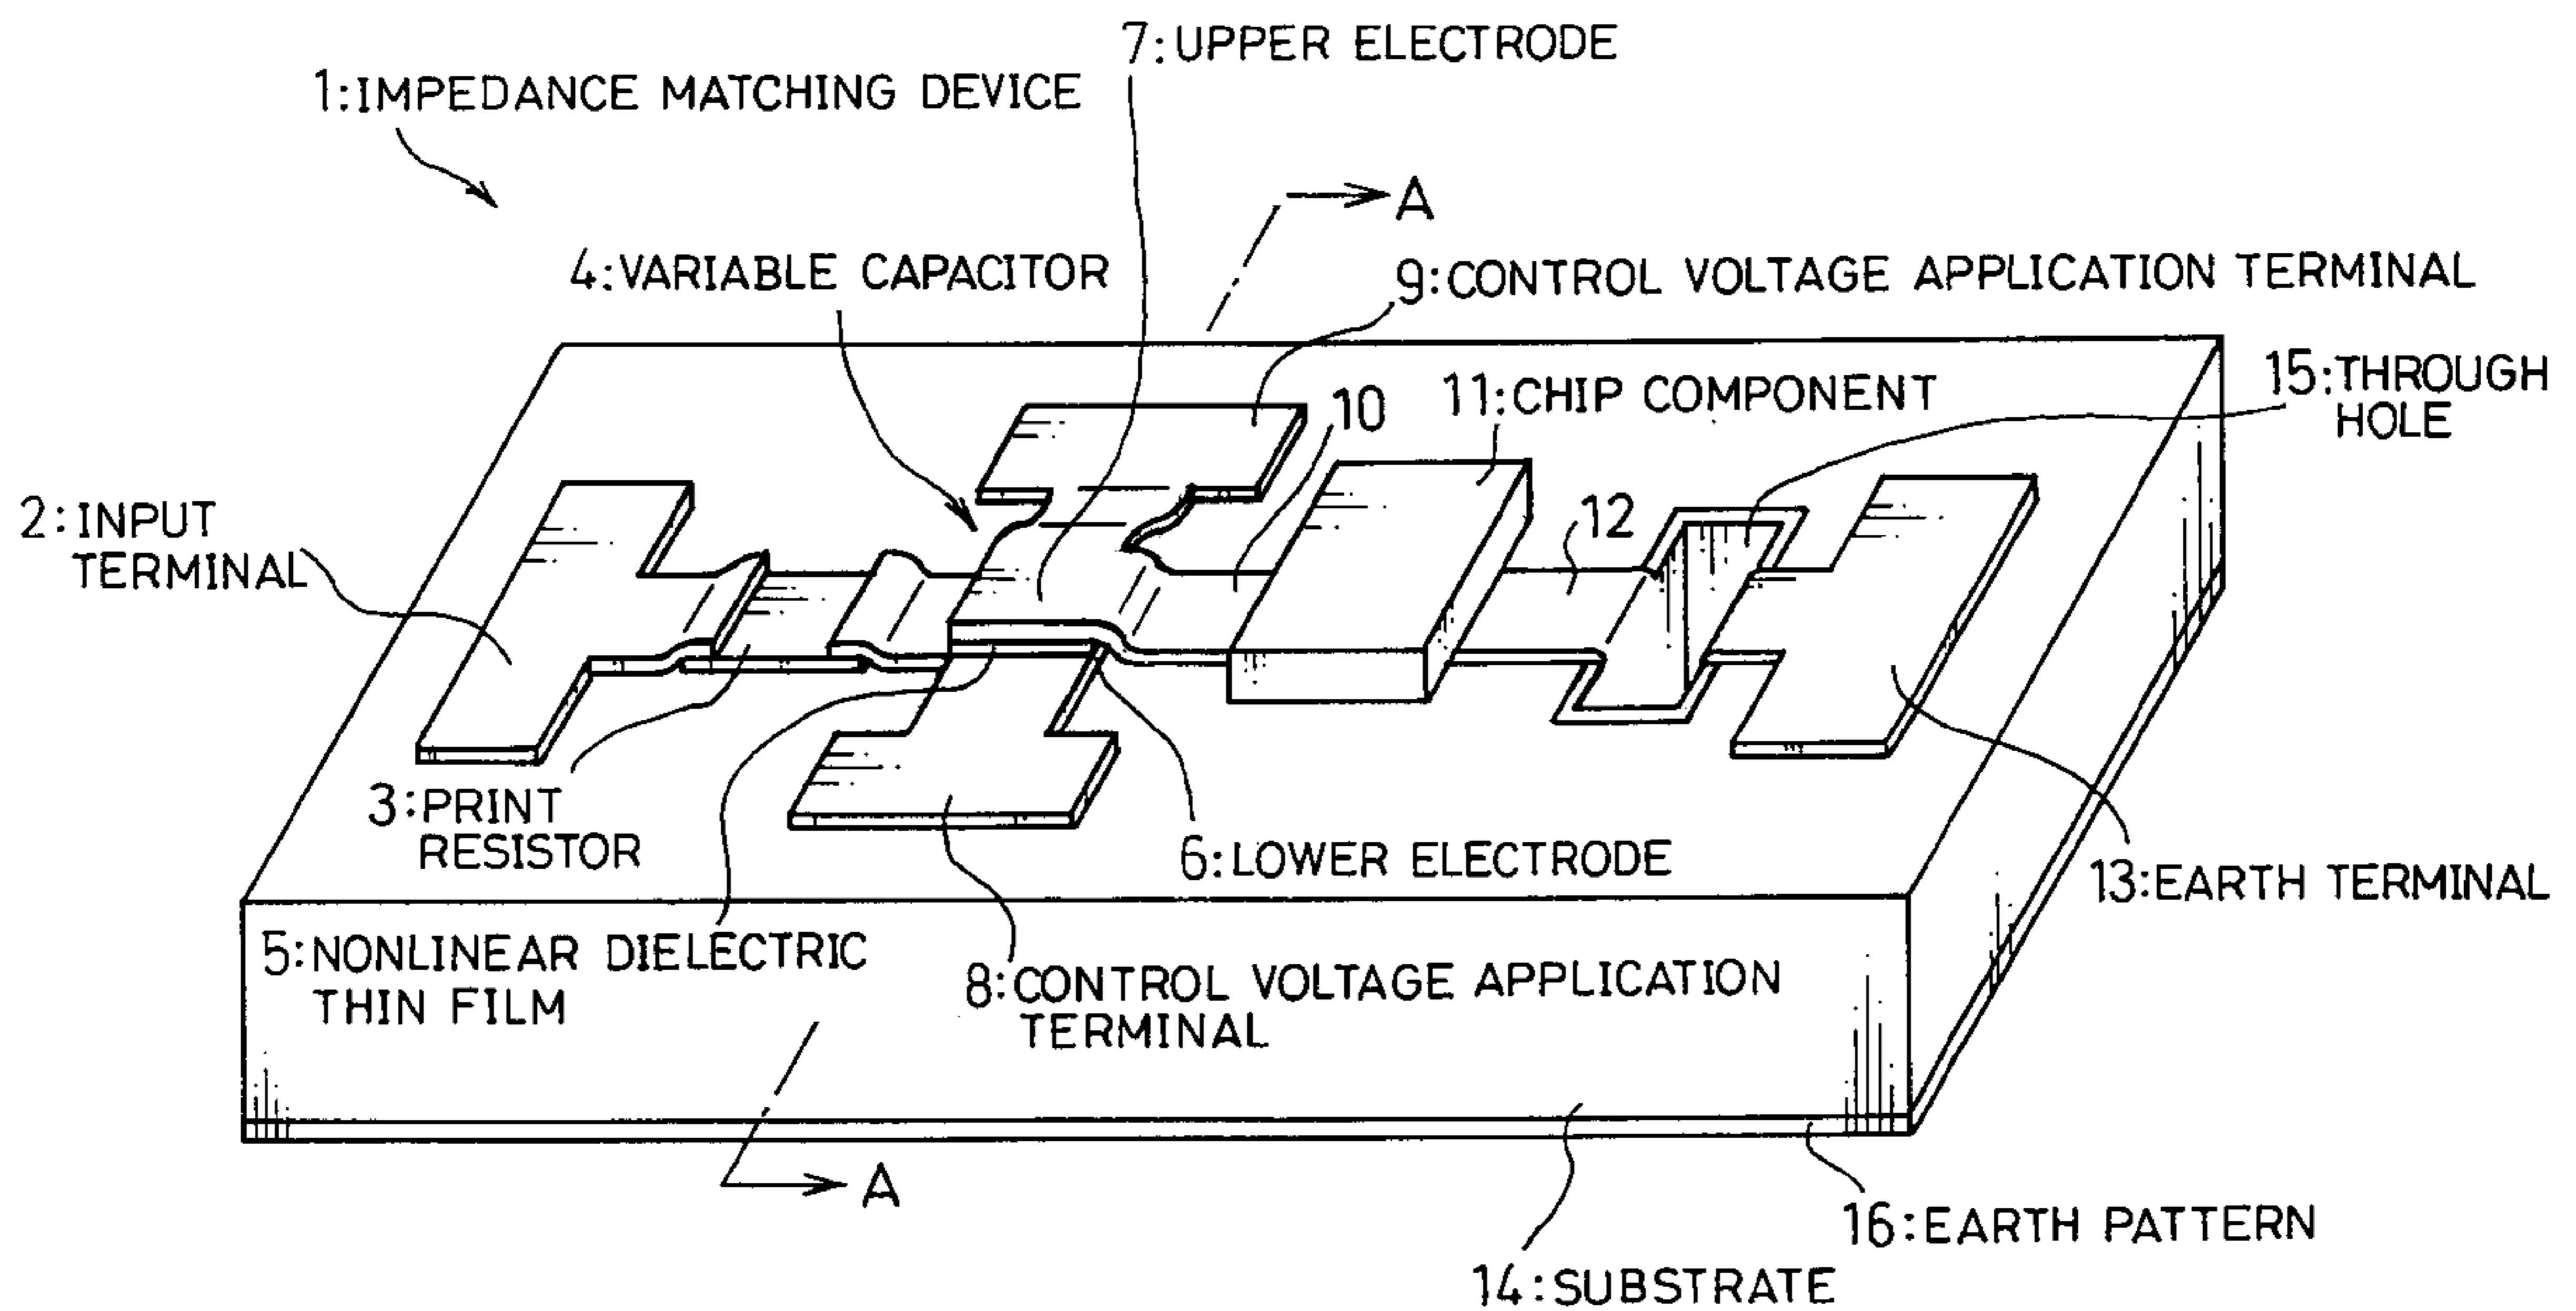 7:UPPER ELECTRODE
1:IMPEDANCE MATCHING DEVICE
A
4:VARIABLE CAPACITOR
9:CONTROL VOLTAGE APPLICATION TERMINAL
15:THROUGH
HOLE
11:CHIP COMPONENT
10
2:INPUT
TERMINAL
12
3:PRINT
RESISTOR
6:LOWER ELECTRODE
13:EARTH TERMINAL
5:NONLINEAR DIELECTRIC
THIN FILM
8:CONTROL VOLTAGE APPLICATION
TERMINAL
A
16:EARTH PATTERN
14:SUBSTRATE